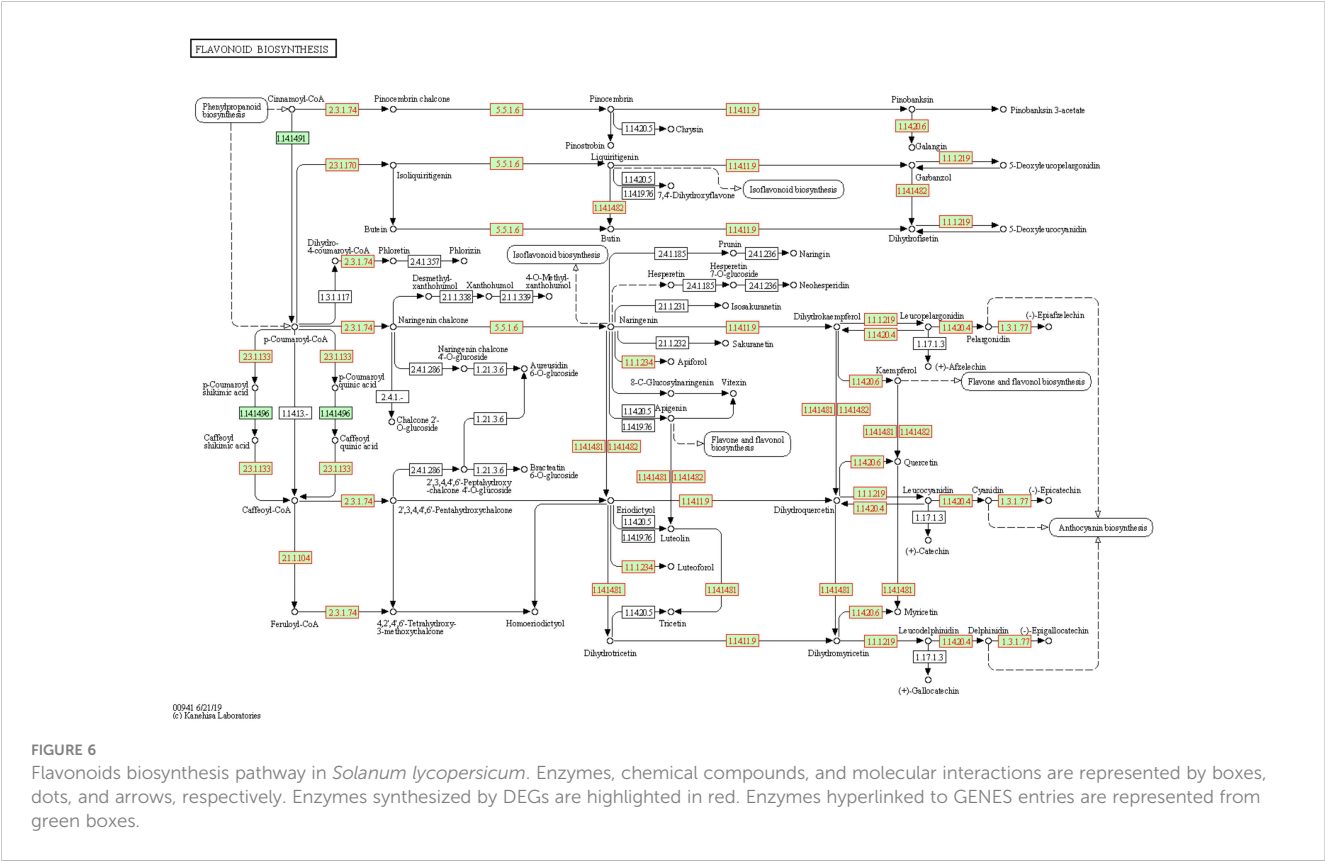 FLAVONOID BIOSYNTHESIS
Phenylpropanoid
biosynthesis
Cinnamoyl-CoA
2.3.1.74
Pinocembrin chalcone
5.5.1.6
Pinocembrin
1.14.11.9
Pinobanksin
Pinobanksin 3-acetate
1.14.14.91
1.14.20.5
Chrysin
Pinostrobin
1.14.20.6
Galangin
2.3.1.170
Isoliquiritigenin
5.5.1.6
Liquiritigenin
1.14.11.9
Garbanzol
1.1.1.219
5-Deoxyleucopelargonidin
1.14.20.5
1.14.19.76
7,4'-Dihydroxyflavone
Isoflavonoid biosynthesis
1.14.14.82
1.14.14.82
Butein
5.5.1.6
Butin
1.14.11.9
Dihydrofisetin
1.1.1.219
5-Deoxyleucocyanidin
Dihydro-
4-coumaroyl-CoA
2.3.1.74
Phloretin
2.4.1.357
Phlorizin
Isoflavonoid biosynthesis
2.4.1.185
Prunin
2.4.1.236
Naringin
1.3.1.117
Desmethyl-
xanthohumol
2.1.1.338
Xanthohumol
2.1.1.339
4-O-Methyl-
xanthohumol
Hesperetin
2.4.1.185
Hesperetin
7-O-glucoside
2.4.1.236
Neohesperidin
2.1.1.231
Isosakuranetin
p-Coumaroyl-CoA
2.3.1.74
Naringenin chalcone
5.5.1.6
Naringenin
1.14.11.9
Dihydrokaempferol
1.1.1.219
1.14.20.4
Leucopelargonidin
1.14.20.4
Pelargonidin
1.3.1.77
(-)-Epiafzelechin
2.1.1.232
Sakuranetin
1.17.1.3
(+)-Afzelechin
2.3.1.133
2.3.1.133
Naringenin chalcone
4'-O-glucoside
2.4.1.286
1.21.3.6
Aureusidin
6-O-glucoside
1.1.1.234
Apiforol
Kaempferol
1.14.20.6
Flavone and flavonol biosynthesis
p-Coumaroyl
shikimic acid
p-Coumaroyl
quinic acid
2.4.1.-
8-C-Glucosylnaringenin
Vitexin
1.14.14.96
1.14.13.-
1.14.14.96
Chalcone 2'-
O-glucoside
1.21.3.6
1.14.20.5
1.14.19.76
Apigenin
1.14.14.81
1.14.14.82
Caffeoyl
shikimic acid
Caffeoyl
quinic acid
1.14.14.81
1.14.14.82
Flavone and flavonol
biosynthesis
1.14.14.81
1.14.14.82
2.3.1.133
2.3.1.133
2.4.1.286
2',3,4,4',6'-Peptahydroxy
-chalcone 4'-O-glucoside
1.21.3.6
Bracteatin
6-O-glucoside
1.14.14.81
1.14.14.82
1.14.20.6
Quercetin
Caffeoyl-CoA
2.3.1.74
2',3,4,4',6'-Pentahydroxychalcone
Eriodictyol
1.14.11.9
Dihydroquercetin
1.1.1.219
1.14.20.4
Leucocyanidin
1.14.20.4
Cyanidin
1.3.1.77
(-)-Epicatechin
1.14.20.5
1.14.19.76
Luteolin
1.17.1.3
(+)-Catechin
Anthocyanin biosynthesis
2.1.1.104
1.1.1.234
Luteoforol
1.14.14.81
1.14.14.81
1.14.14.81
1.14.14.81
Feruloyl-CoA
2.3.1.74
4,2',4',6'-Tetrahydroxy-
3-methoxychalcone
Homoeriodictyol
1.14.20.5
Tricetin
1.14.20.6
Myricetin
Dihydrotricetin
1.14.11.9
Dihydromyricetin
1.1.1.219
Leucodelphinidin
1.14.20.4
Delphinidin
1.3.1.77
(-)-Epigallocatechin
1.17.1.3
(+)-Gallocatechin
00941 6/21/19
(c) Kanehisa Laboratories
FIGURE 6
Flavonoids biosynthesis pathway in Solanum lycopersicum. Enzymes, chemical compounds, and molecular interactions are represented by boxes,
dots, and arrows, respectively. Enzymes synthesized by DEGs are highlighted in red. Enzymes hyperlinked to GENES entries are represented from
green boxes.